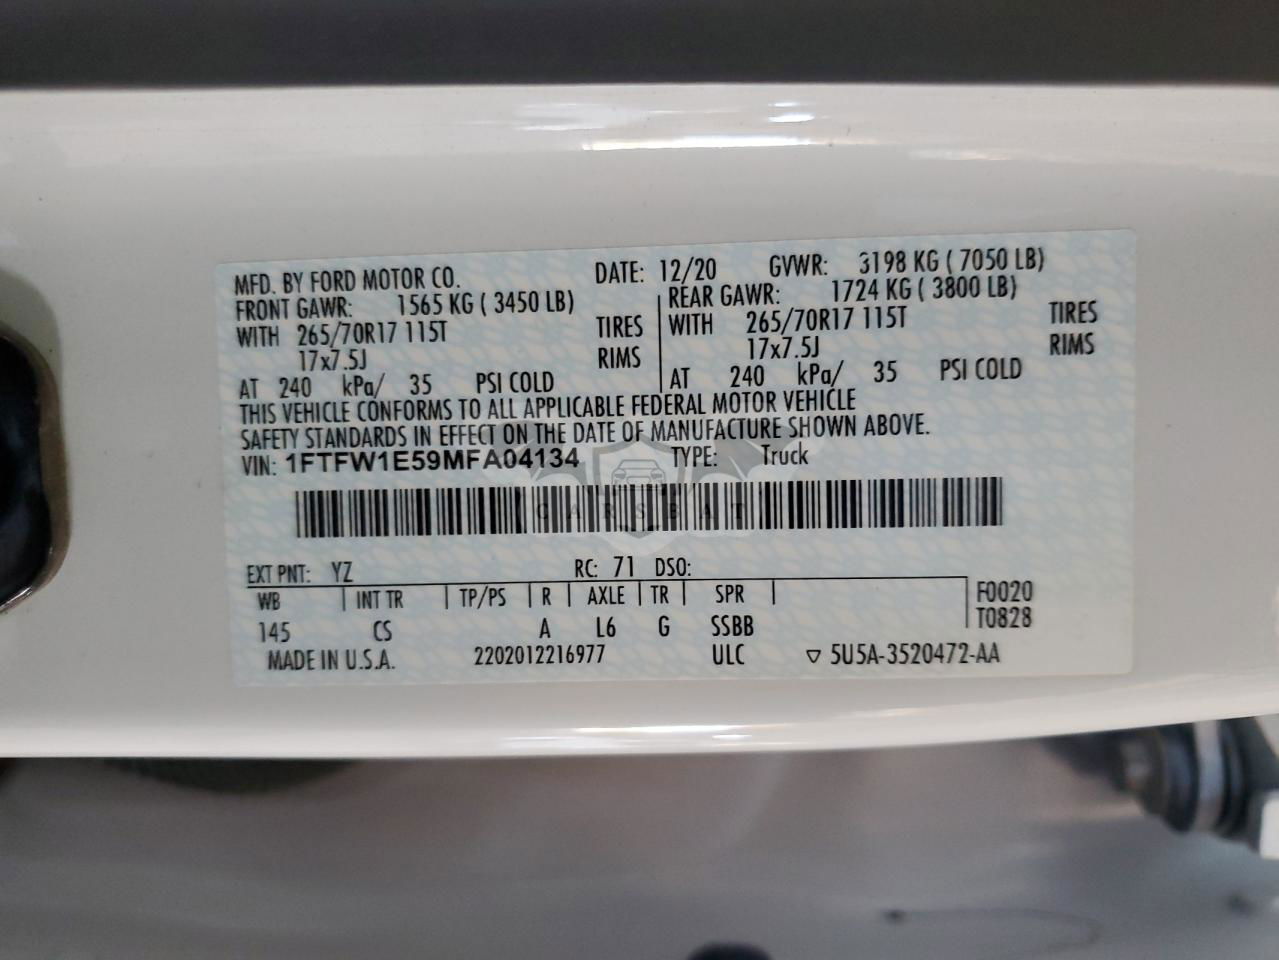 MFD. BY FORD MOTOR CO. DATE: 12/20 GVWR: 3198 KG ( 7050 LB)
FRONT GAWR: 1565 KG ( 3450 LB) REAR GAWR: 1724 KG ( 3800 LB)
WITH 265/70R17 115T TIRES WITH 265/70R17 115T TIRES
17x7.5J RIMS 17x7.5J RIMS
AT 240 kPa/ 35 PSI COLD AT 240 kPa/ 35 PSI COLD
THIS VEHICLE CONFORMS TO ALL APPLICABLE FEDERAL MOTOR VEHICLE
SAFETY STANDARDS IN EFFECT ON THE DATE OF MANUFACTURE SHOWN ABOVE.
VIN: 1FTFW1E59MFA04134 TYPE: Truck
CARSBAT
EXT PNT: YZ RC: 71 DSO:
WB INT TR TP/PS R AXLE TR SPR F0020
145 CS A L6 G SSBB T0828
MADE IN U.S.A. 2202012216977 ULC ▽ 5U5A-3520472-AA